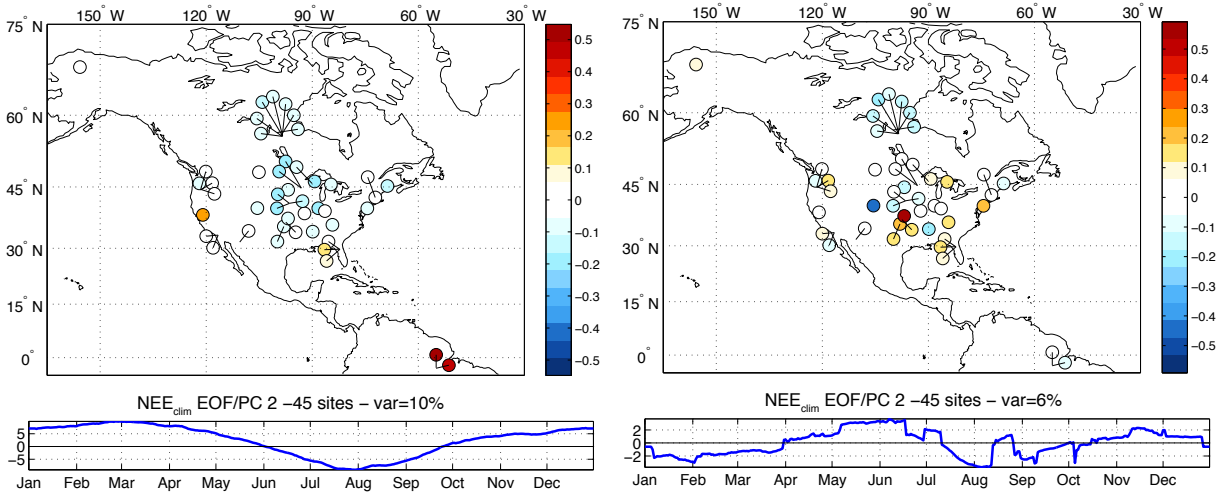 150° W 120° W 90° W 60° W 30° W
75° N
60° N
45° N
30° N
15° N
0°
0.5
0.4
0.3
0.2
0.1
0
−0.1
−0.2
−0.3
−0.4
−0.5
NEEclim EOF/PC 2 −45 sites − var=10%
5
0
−5
Jan Feb Mar Apr May Jun Jul Aug Sep Oct Nov Dec
150° W 120° W 90° W 60° W 30° W
75° N
60° N
45° N
30° N
15° N
0°
0.5
0.4
0.3
0.2
0.1
0
−0.1
−0.2
−0.3
−0.4
−0.5
NEEclim EOF/PC 2 −45 sites − var=6%
2
0
−2
Jan Feb Mar Apr May Jun Jul Aug Sep Oct Nov Dec